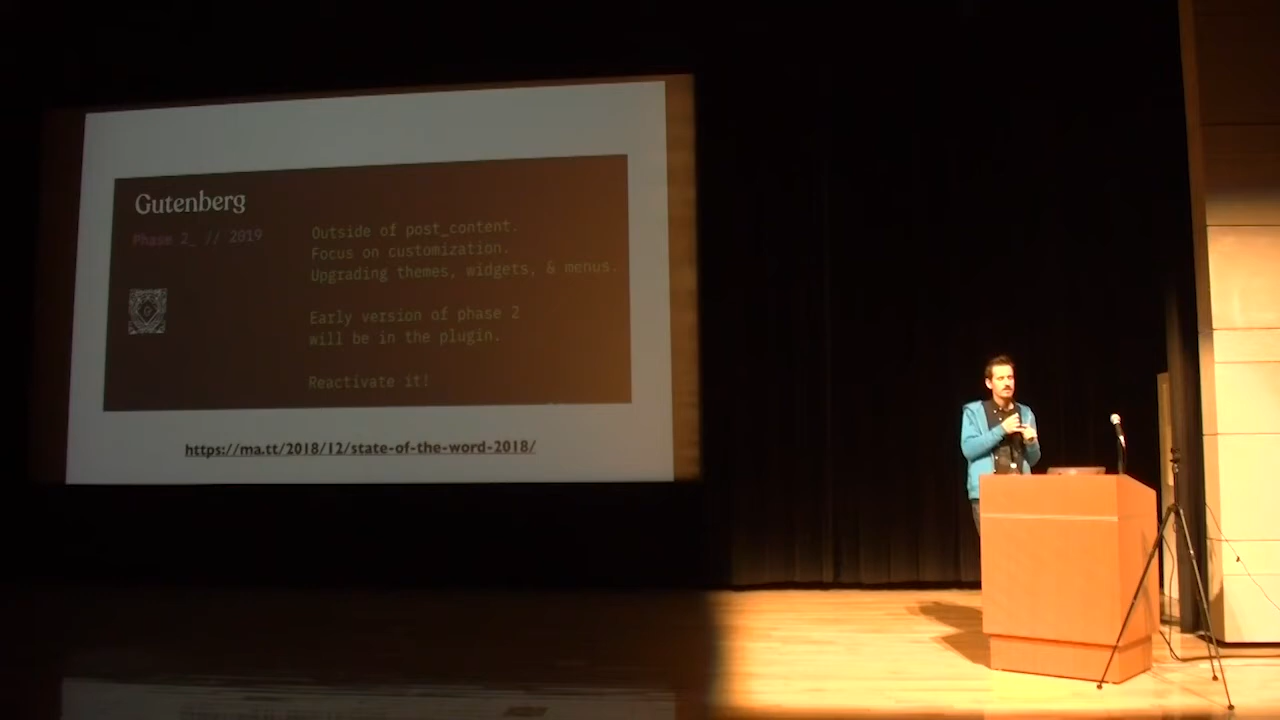 Gutenberg
Phase 2_ // 2019
Outside of post_content.
Focus on customization.
Upgrading themes, widgets, & menus.
Early version of phase 2
will be in the plugin.
Reactivate it!
https://ma.tt/2018/12/state-of-the-word-2018/